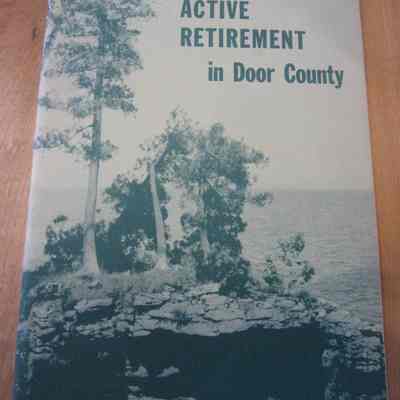 ACTIVE
RETIREMENT
in Door County